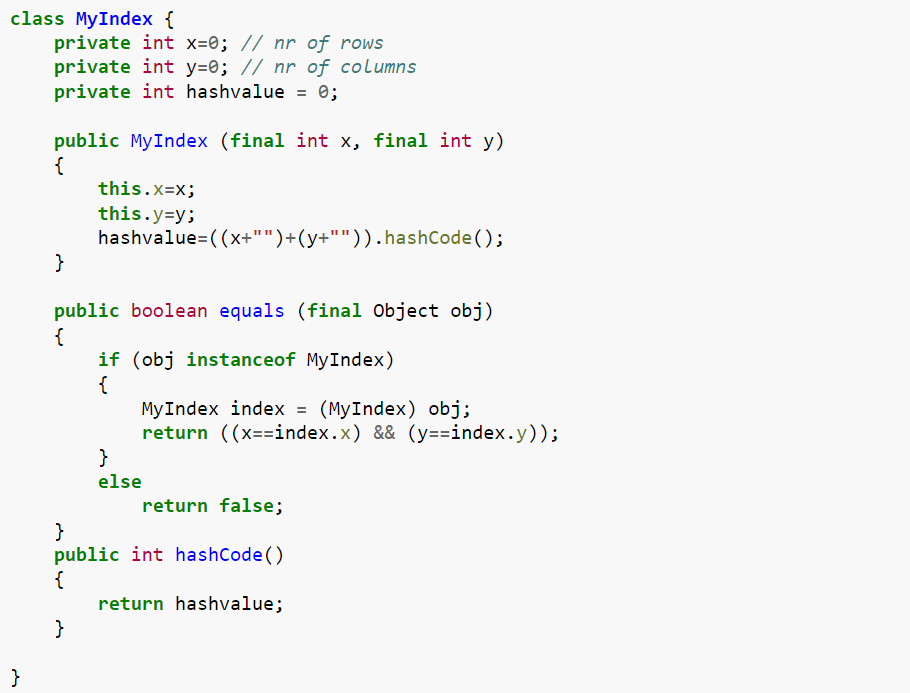 class MyIndex {
    private int x=0; // nr of rows
    private int y=0; // nr of columns
    private int hashvalue = 0;

    public MyIndex (final int x, final int y)
    {
        this.x=x;
        this.y=y;
        hashvalue=((x+"")+(y+"")).hashCode();
    }

    public boolean equals (final Object obj)
    {
        if (obj instanceof MyIndex)
        {
            MyIndex index = (MyIndex) obj;
            return ((x==index.x) && (y==index.y));
        }
        else
            return false;
    }
    public int hashCode()
    {
        return hashvalue;
    }

}